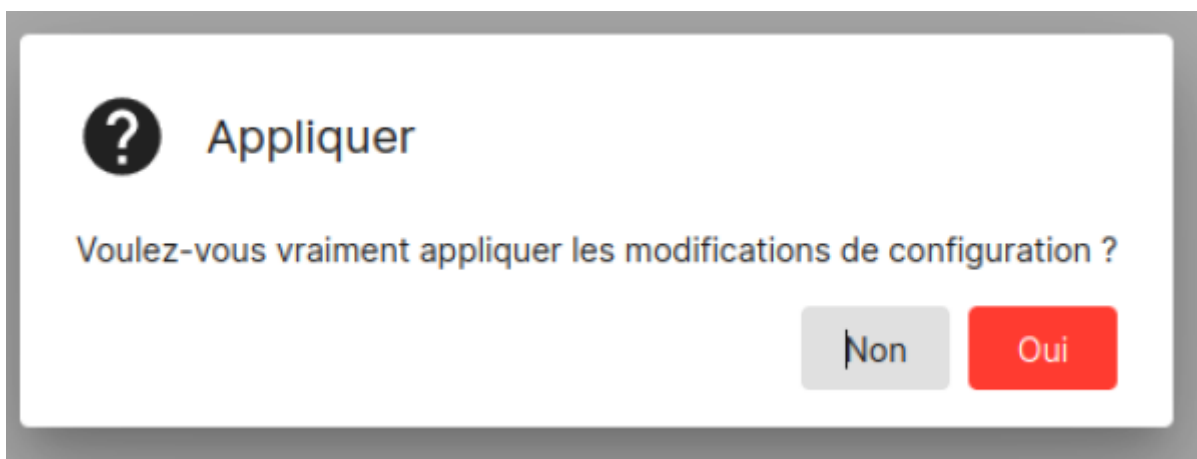 Appliquer
Voulez-vous vraiment appliquer les modifications de configuration ?
Non Oui